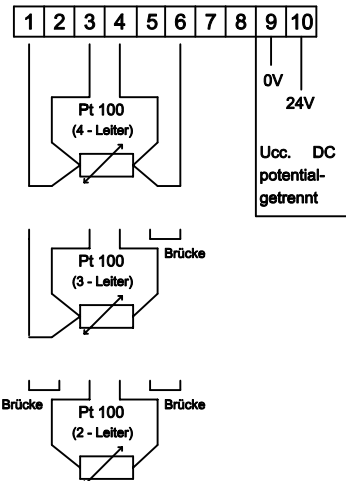 1 2 3 4 5 6 7 8 9 10
0V
24V
Pt 100
(4 - Leiter)
Ucc. DC
potential-
getrennt
Brücke
Pt 100
(3 - Leiter)
Brücke Brücke
Pt 100
(2 - Leiter)